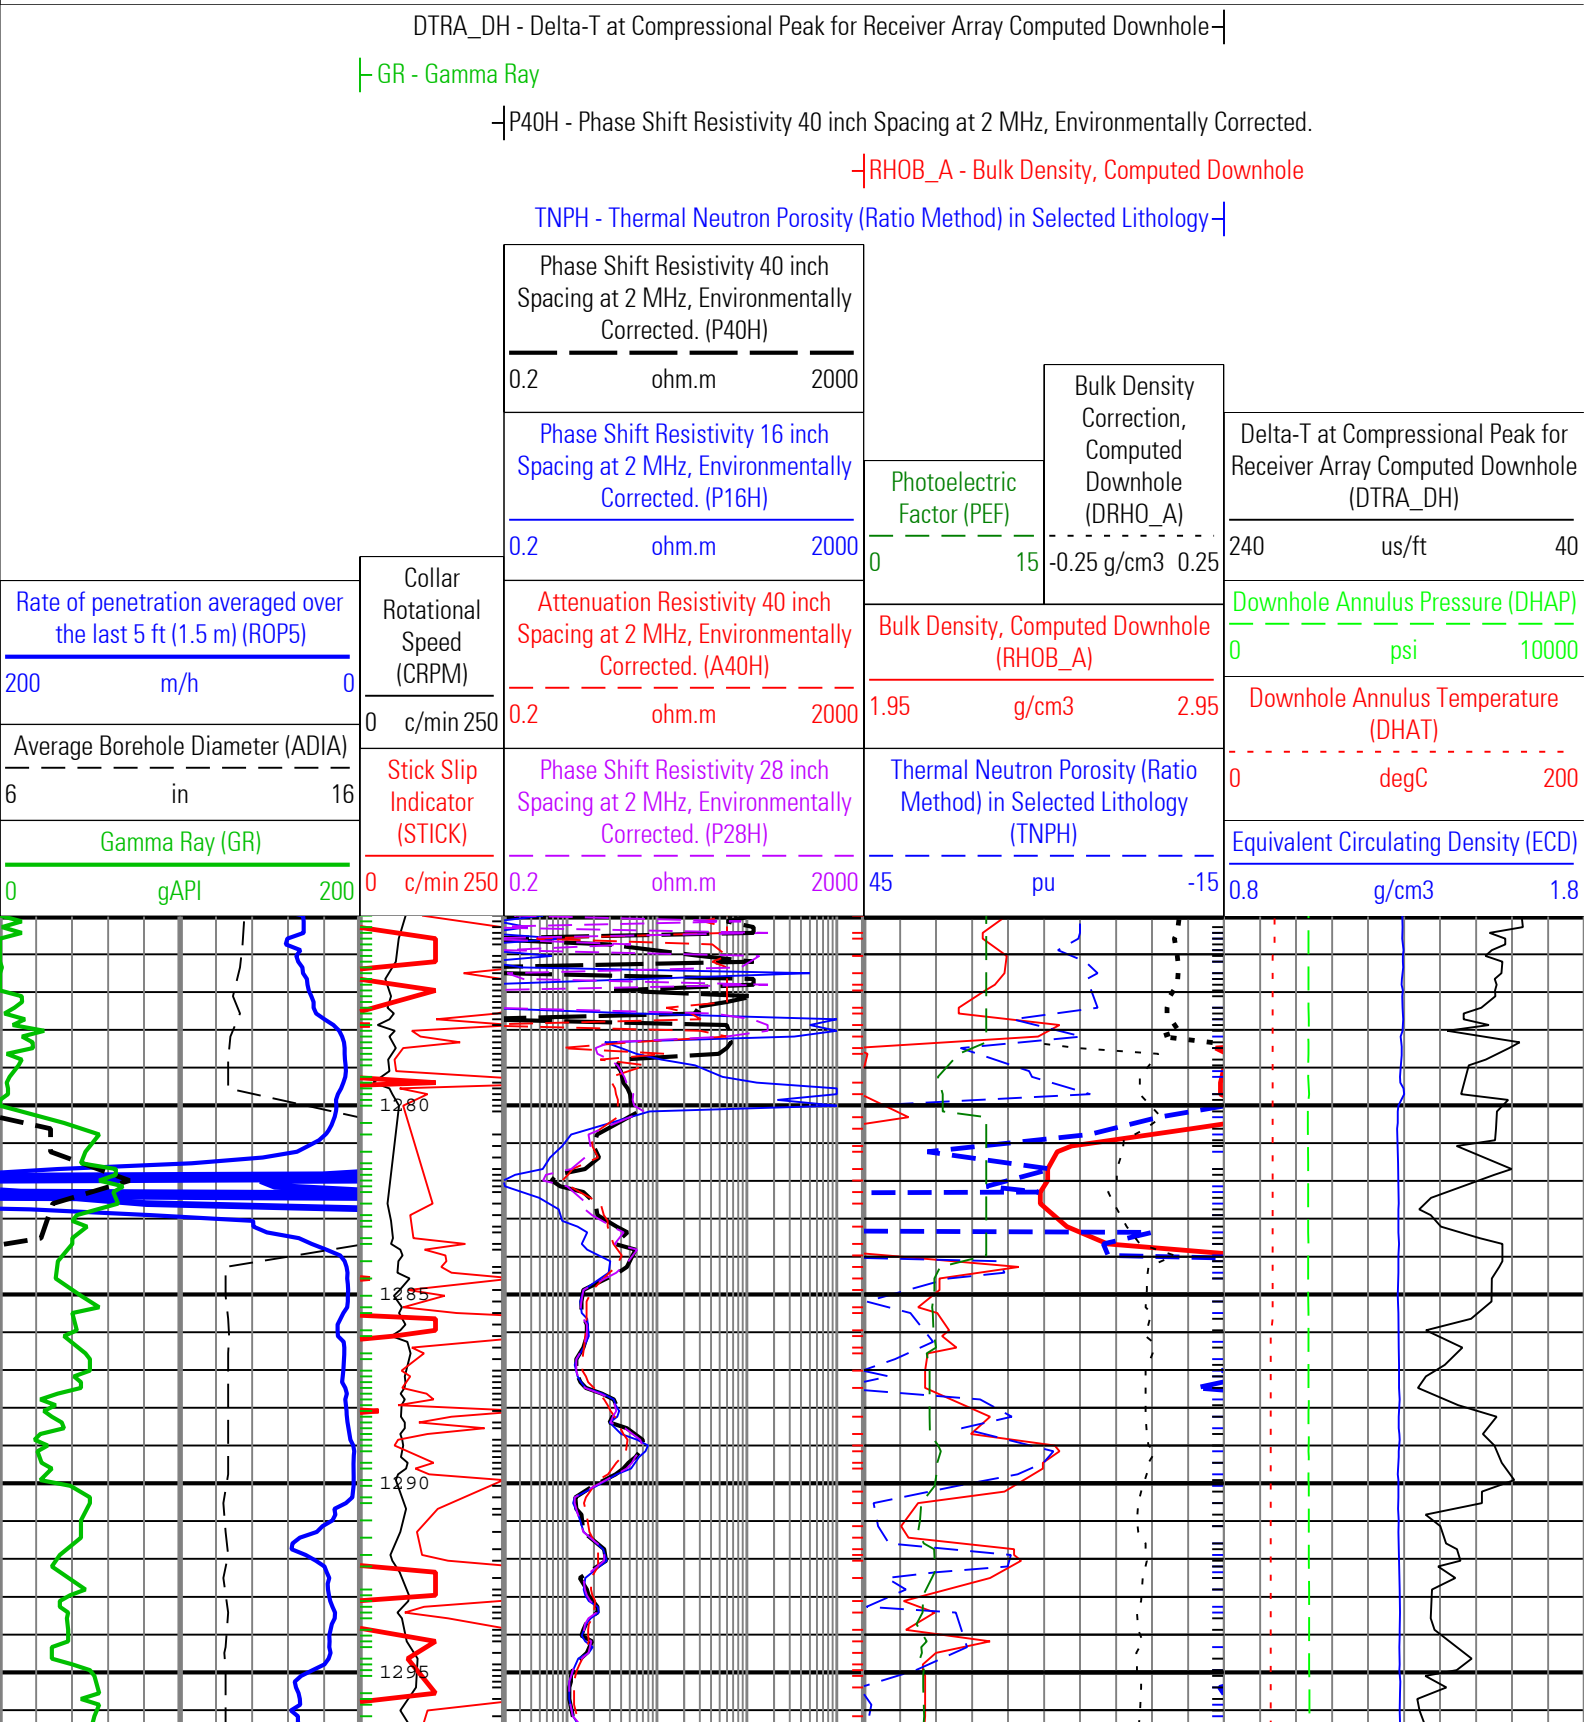 DTRA_DH - Delta-T at Compressional Peak for Receiver Array Computed Downhole
GR - Gamma Ray
P40H - Phase Shift Resistivity 40 inch Spacing at 2 MHz, Environmentally Corrected.
RHOB_A - Bulk Density, Computed Downhole
TNPH - Thermal Neutron Porosity (Ratio Method) in Selected Lithology
Rate of penetration averaged over
the last 5 ft (1.5 m) (ROP5)
200 m/h 0
Average Borehole Diameter (ADIA)
6 in 16
Gamma Ray (GR)
0 gAPI 200
Collar
Rotational
Speed
(CRPM)
0 c/min 250
Stick Slip
Indicator
(STICK)
0 c/min 250
Phase Shift Resistivity 40 inch
Spacing at 2 MHz, Environmentally
Corrected. (P40H)
0.2 ohm.m 2000
Phase Shift Resistivity 16 inch
Spacing at 2 MHz, Environmentally
Corrected. (P16H)
0.2 ohm.m 2000
Attenuation Resistivity 40 inch
Spacing at 2 MHz, Environmentally
Corrected. (A40H)
0.2 ohm.m 2000
Phase Shift Resistivity 28 inch
Spacing at 2 MHz, Environmentally
Corrected. (P28H)
0.2 ohm.m 2000
Photoelectric
Factor (PEF)
0 15
Bulk Density
Correction,
Computed
Downhole
(DRHO_A)
-0.25 g/cm3 0.25
Bulk Density, Computed Downhole
(RHOB_A)
1.95 g/cm3 2.95
Thermal Neutron Porosity (Ratio
Method) in Selected Lithology
(TNPH)
45 pu -15
Delta-T at Compressional Peak for
Receiver Array Computed Downhole
(DTRA_DH)
240 us/ft 40
Downhole Annulus Pressure (DHAP)
0 psi 10000
Downhole Annulus Temperature
(DHAT)
0 degC 200
Equivalent Circulating Density (ECD)
0.8 g/cm3 1.8
1280
1285
1290
1295